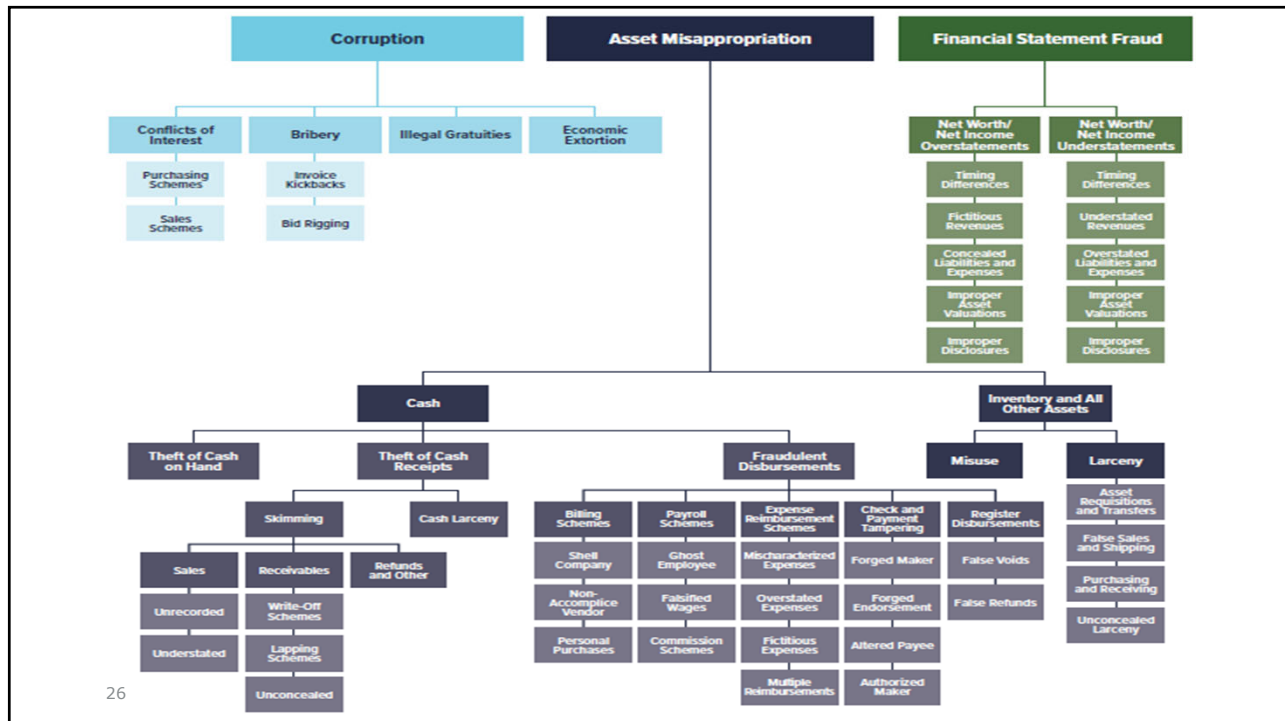 Corruption
Asset Misappropriation
Financial Statement Fraud
Conflicts of
Interest
Bribery
Illegal Gratuities
Economic
Extortion
Net Worth/
Net Income
Overstatements
Net Worth/
Net Income
Understatements
Purchasing
Schemes
Invoice
Kickbacks
Timing
Differences
Timing
Differences
Sales
Schemes
Bid Rigging
Fictitious
Revenues
Understated
Revenues
Concealed
Liabilities and
Expenses
Overstated
Liabilities and
Expenses
Improper
Asset
Valuations
Improper
Asset
Valuations
Improper
Disclosures
Improper
Disclosures
Cash
Inventory and All
Other Assets
Theft of Cash
on Hand
Theft of Cash
Receipts
Fraudulent
Disbursements
Misuse
Larceny
Skimming
Cash Larceny
Billing
Schemes
Payroll
Schemes
Expense
Reimbursement
Schemes
Check and
Payment
Tampering
Register
Disbursements
Asset
Requisitions
and Transfers
Sales
Receivables
Refunds
and Other
Shell
Company
Ghost
Employee
Mischaracterized
Expenses
Forged Maker
False Voids
False Sales
and Shipping
Unrecorded
Write-Off
Schemes
Non-
Accomplice
Vendor
Falsified
Wages
Overstated
Expenses
Forged
Endorsement
False Refunds
Purchasing
and Receiving
Understated
Lapping
Schemes
Personal
Purchases
Commission
Schemes
Fictitious
Expenses
Altered Payee
Unconcealed
Larceny
Unconcealed
Multiple
Reimbursements
Authorized
Maker
26